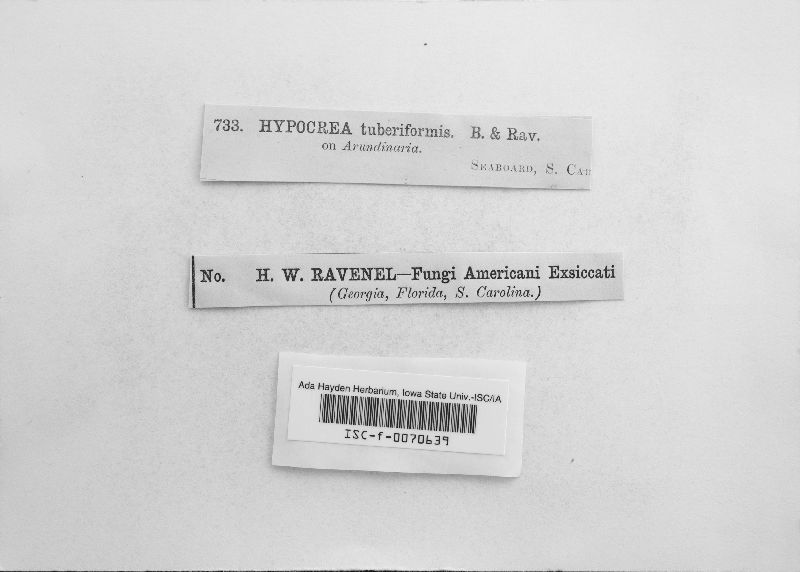 733. HYPOCREA tuberiformis. B. & Rav.
on Arundinaria.
SEABOARD, S. CAR
No. H. W. RAVENEL—Fungi Americani Exsiccati
(Georgia, Florida, S. Carolina.)
Ada Hayden Herbarium, Iowa State Univ.-ISC/IA
ISC-f-0070639